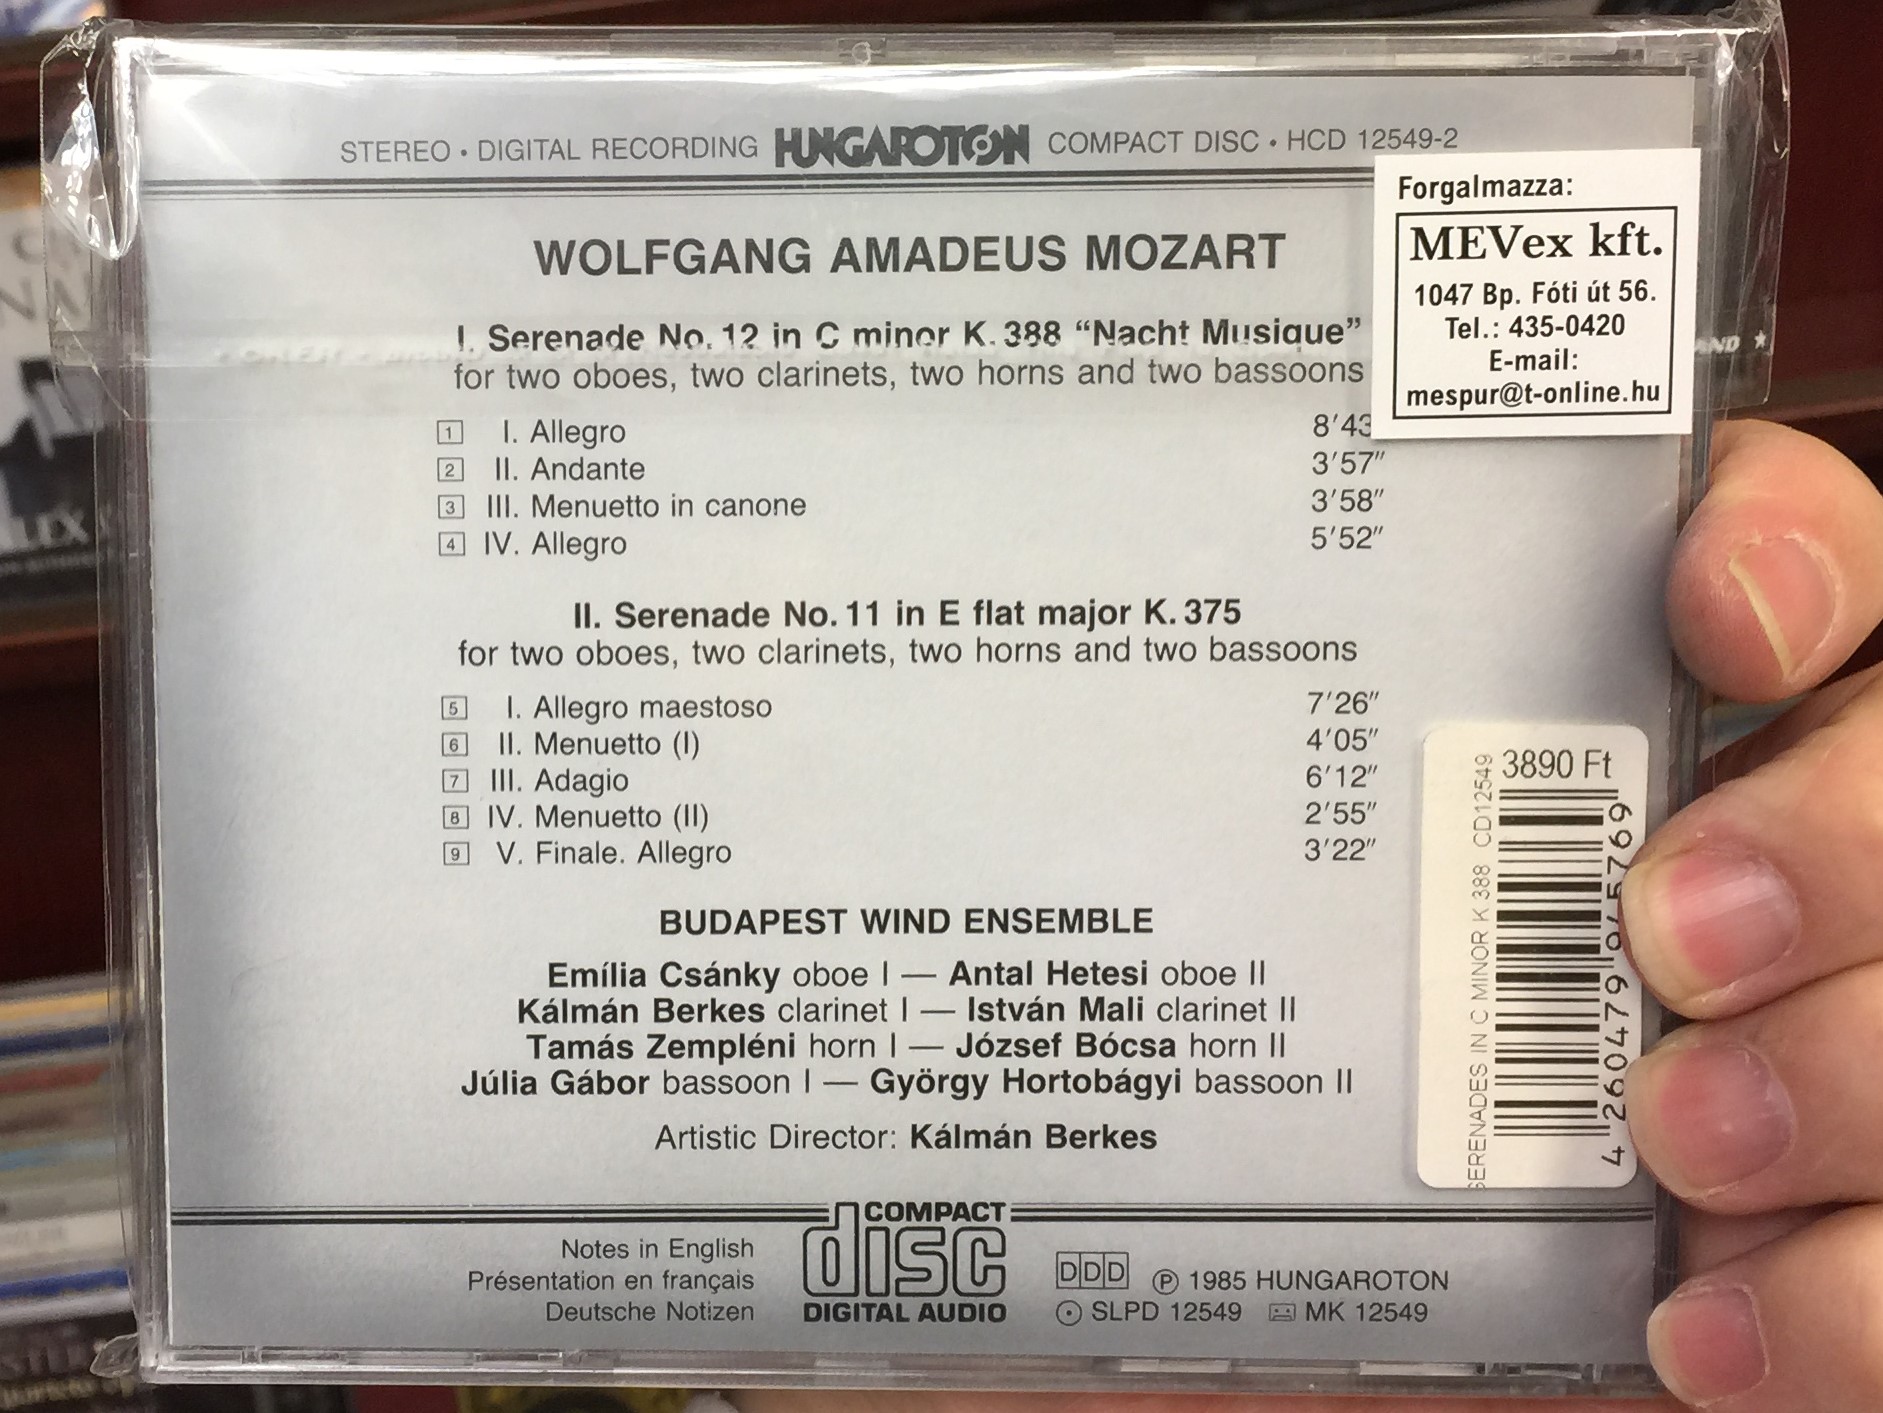 STEREO • DIGITAL RECORDING HUNGAROTON COMPACT DISC • HCD 12549-2
Forgalmazza:
MEVex kft.
1047 Bp. Fóti út 56.
Tel.: 435-0420
E-mail:
mespur@t-online.hu
WOLFGANG AMADEUS MOZART
I. Serenade No. 12 in C minor K. 388 “Nacht Musique”
for two oboes, two clarinets, two horns and two bassoons
1 I. Allegro 8′43
2 II. Andante 3′57″
3 III. Menuetto in canone 3′58″
4 IV. Allegro 5′52″
II. Serenade No. 11 in E flat major K. 375
for two oboes, two clarinets, two horns and two bassoons
5 I. Allegro maestoso 7′26″
6 II. Menuetto (I) 4′05″
7 III. Adagio 6′12″
8 IV. Menuetto (II) 2′55″
9 V. Finale. Allegro 3′22″
3890 Ft
SERENADES IN C MINOR K 388 CD12549
BUDAPEST WIND ENSEMBLE
Emília Csánky oboe I — Antal Hetesi oboe II
Kálmán Berkes clarinet I — István Mali clarinet II
Tamás Zempléni horn I — József Bócsa horn II
Júlia Gábor bassoon I — György Hortobágyi bassoon II
Artistic Director: Kálmán Berkes
COMPACT
disc
DIGITAL AUDIO
Notes in English
Présentation en français
Deutsche Notizen
DDD ℗ 1985 HUNGAROTON
SLPD 12549 MK 12549